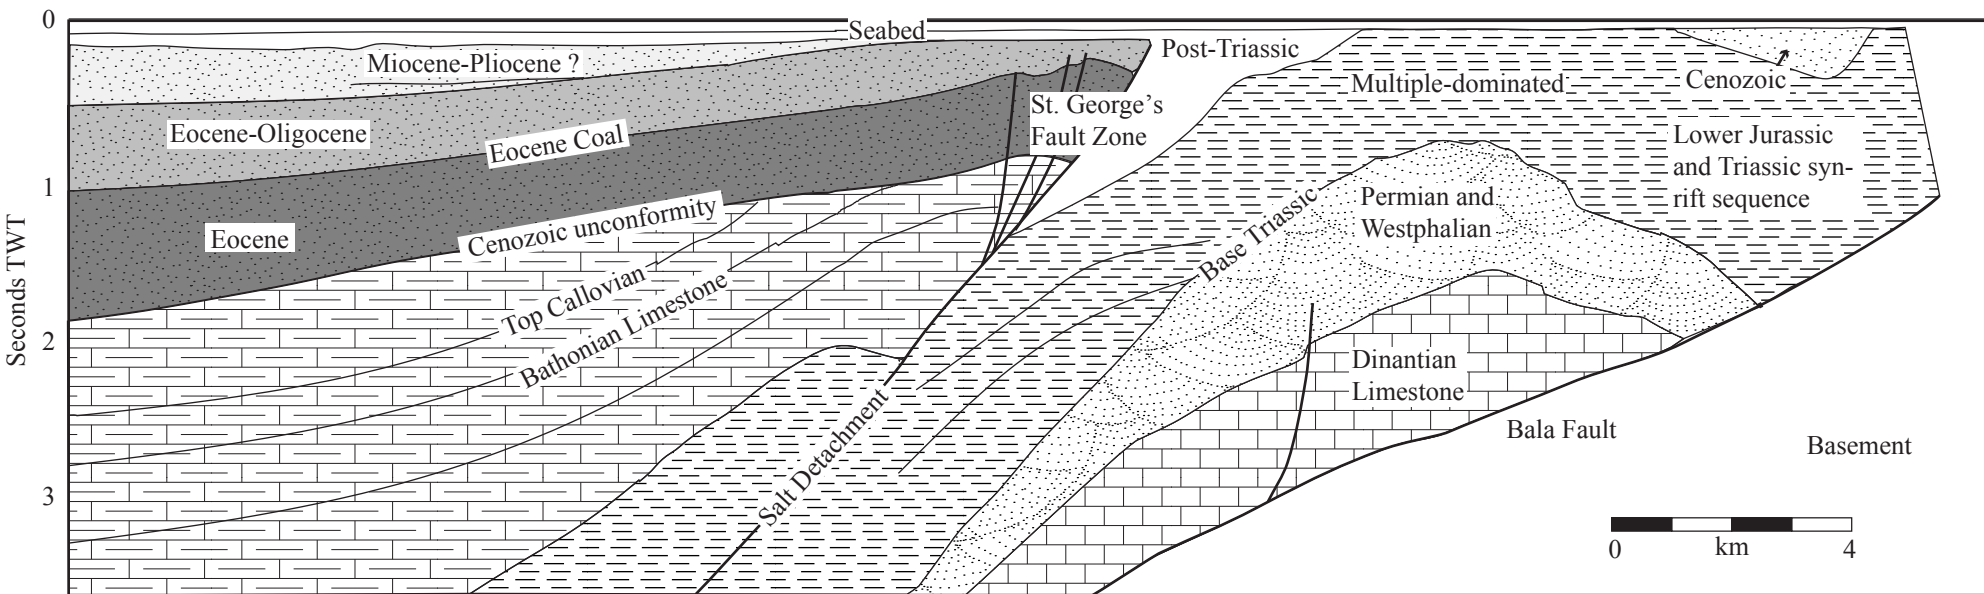 0
Seabed
Post-Triassic
Miocene-Pliocene ?
Multiple-dominated
Cenozoic
St. George’s
Fault Zone
Eocene-Oligocene
Eocene Coal
Lower Jurassic
and Triassic syn-
rift sequence
1
Permian and
Westphalian
Eocene
Cenozoic unconformity
Base Triassic
Seconds TWT
Top Callovian
Bathonian Limestone
2
Dinantian
Limestone
Salt Detachment
Bala Fault
Basement
3
0 km 4